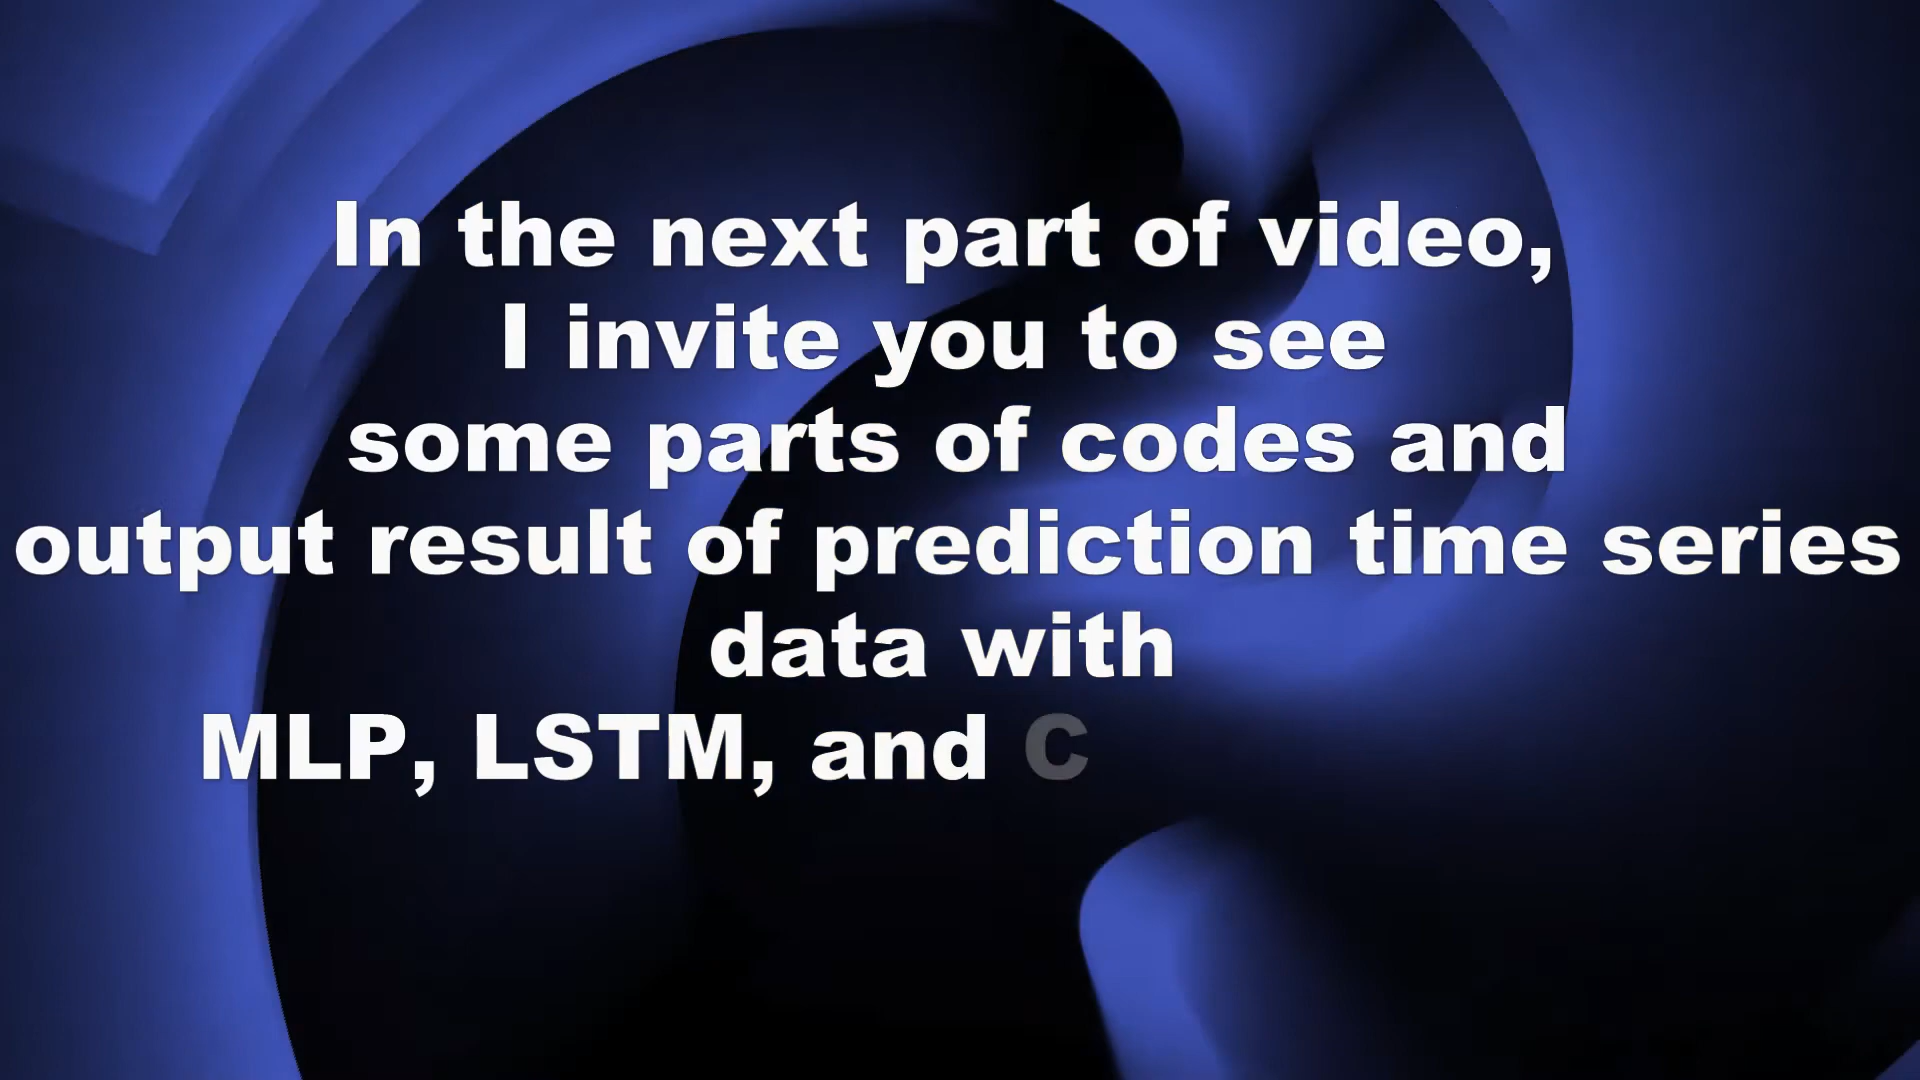 In the next part of video,
I invite you to see
some parts of codes and
output result of prediction time series
data with
MLP, LSTM, and C